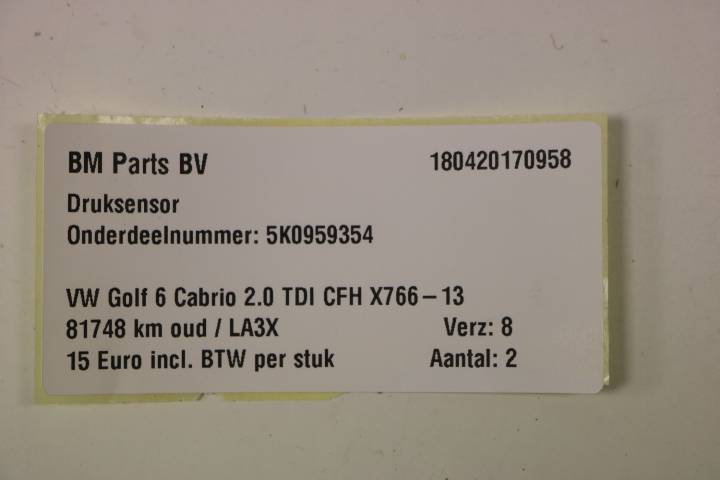 BM Parts BV 180420170958
Druksensor
Onderdeelnummer: 5K0959354
VW Golf 6 Cabrio 2.0 TDI CFH X766-13
81748 km oud / LA3X Verz: 8
15 Euro incl. BTW per stuk Aantal: 2